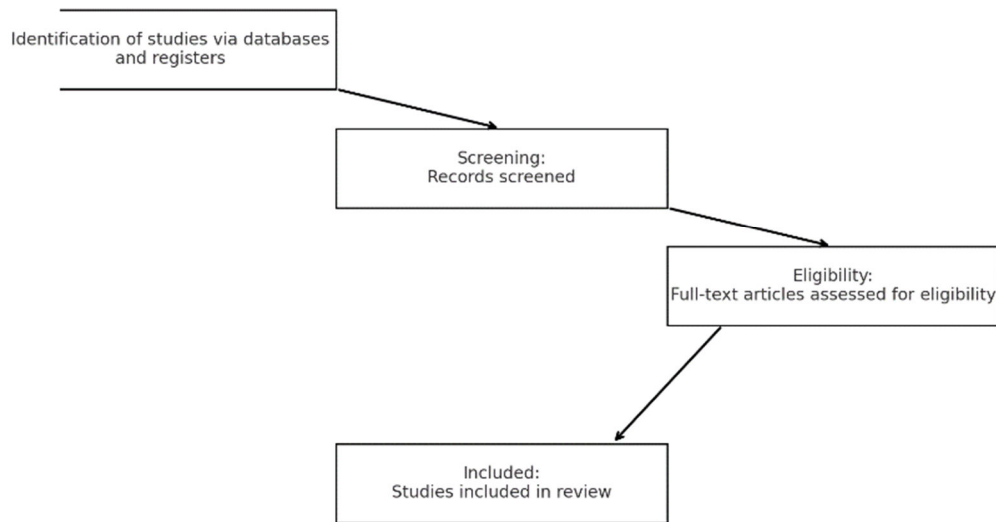 Identification of studies via databases
and registers
Screening:
Records screened
Eligibility:
Full-text articles assessed for eligibility
Included:
Studies included in review